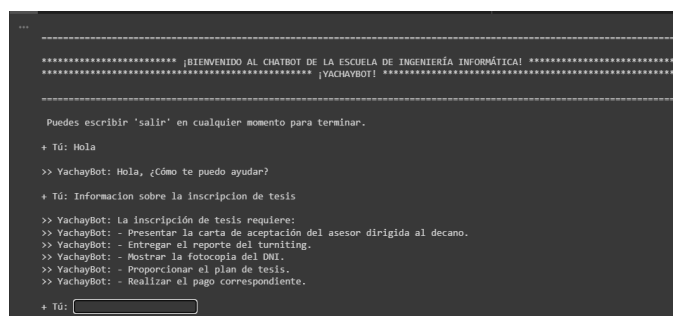 ...
================================================================================
************************* ¡BIENVENIDO AL CHATBOT DE LA ESCUELA DE INGENIERÍA INFORMÁTICA! ***************************
************************************************** ¡YACHAYBOT! ******************************************************
================================================================================
Puedes escribir 'salir' en cualquier momento para terminar.
+ Tú: Hola
>> YachayBot: Hola, ¿Cómo te puedo ayudar?
+ Tú: Informacion sobre la inscripcion de tesis
>> YachayBot: La inscripción de tesis requiere:
>> YachayBot: - Presentar la carta de aceptación del asesor dirigida al decano.
>> YachayBot: - Entregar el reporte del turniting.
>> YachayBot: - Mostrar la fotocopia del DNI.
>> YachayBot: - Proporcionar el plan de tesis.
>> YachayBot: - Realizar el pago correspondiente.
+ Tú: